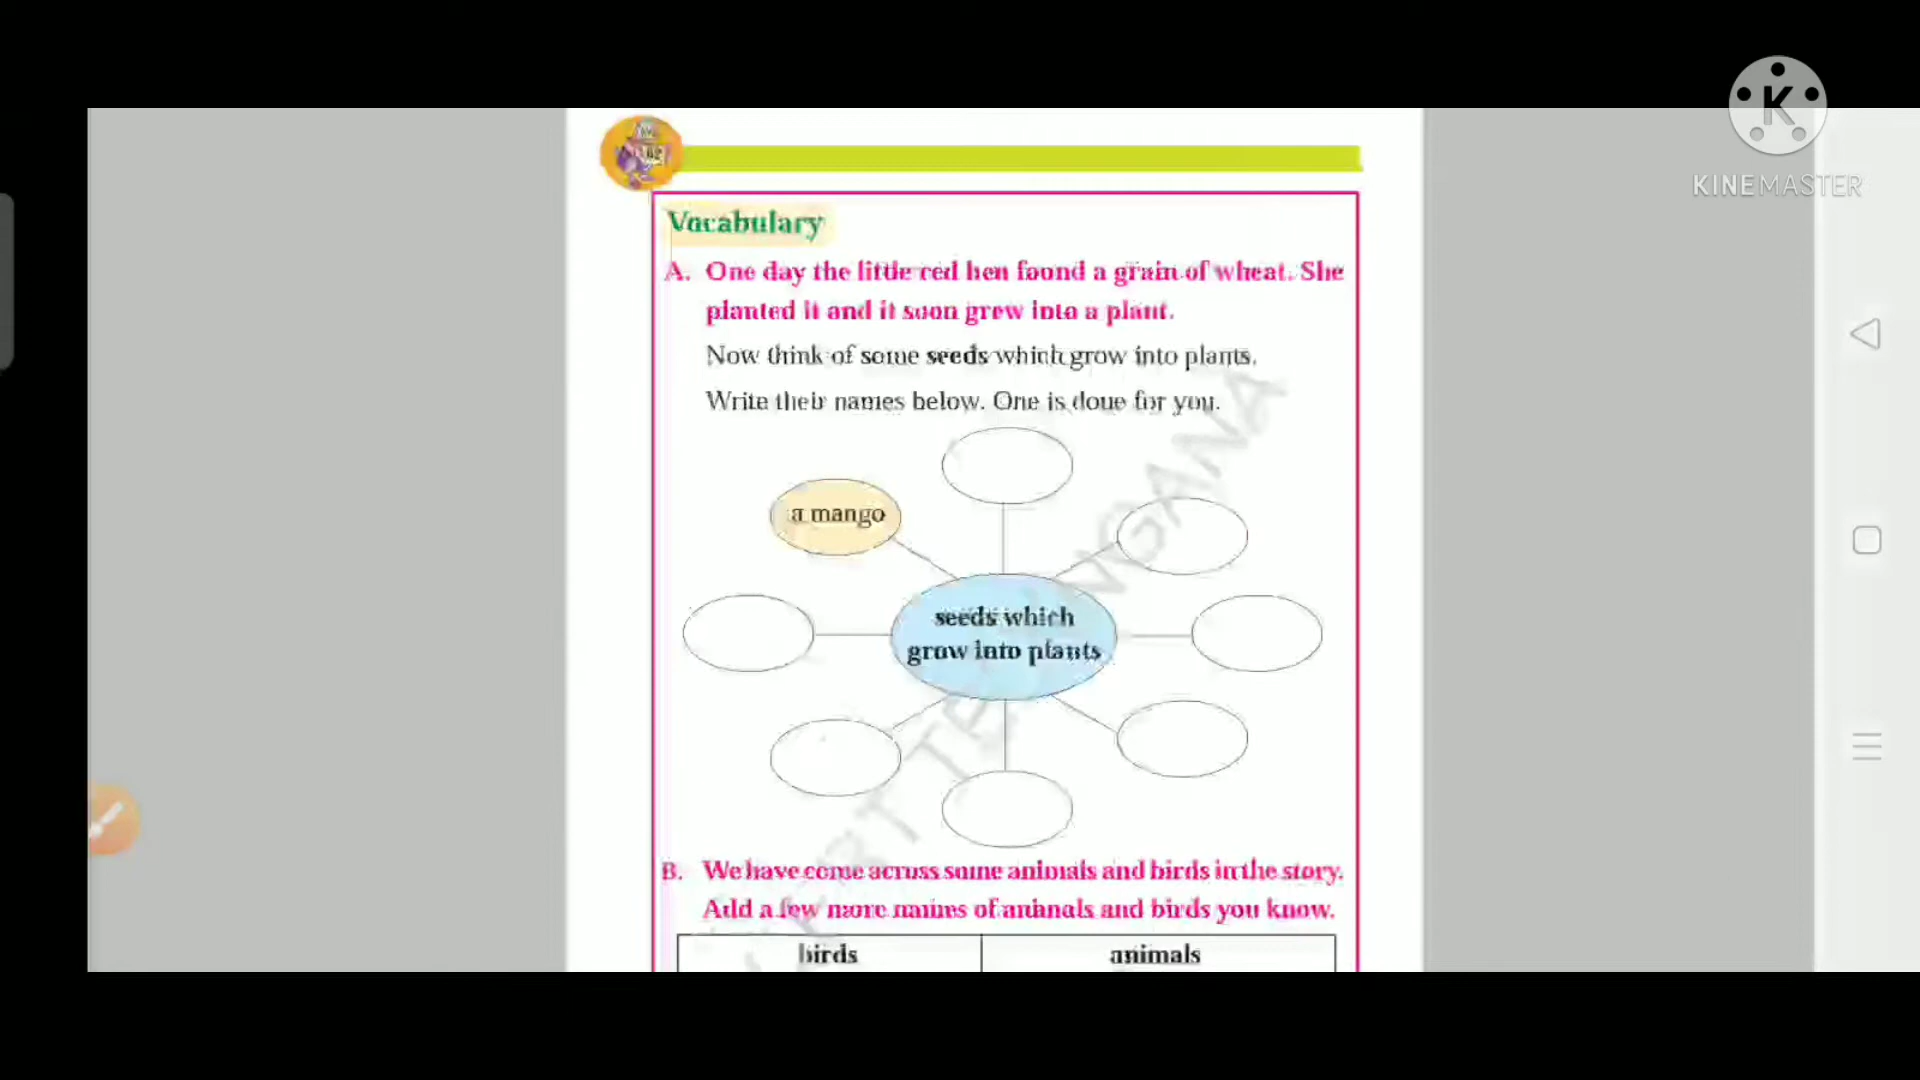 K
KINEMASTER
Vocabulary
A. One day the little red hen found a grain of wheat. She
planted it and it soon grew into a plant.
Now think of some seeds which grow into plants.
Write their names below. One is done for you.
a mango
seeds which
grow into plants
B. We have come across some animals and birds in the story.
Add a few more names of animals and birds you know.
birds animals